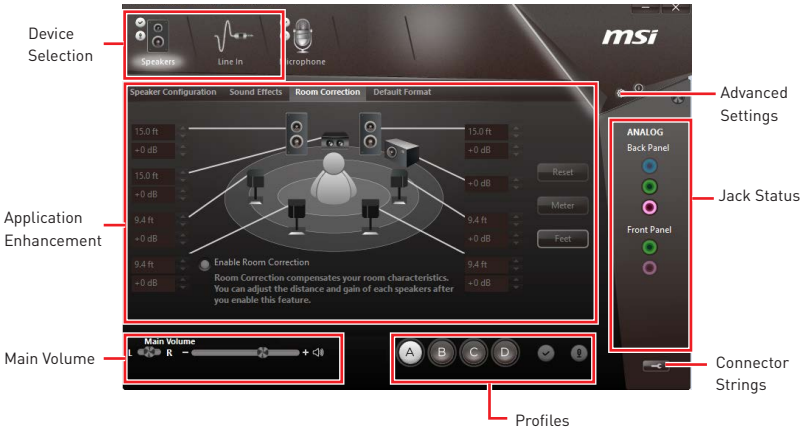 Device
Selection
Speakers
Line In
Microphone
msi
Advanced
Settings
Speaker Configuration
Sound Effects
Room Correction
Default Format
15.0 ft
+0 dB
15.0 ft
+0 dB
9.4 ft
+0 dB
9.4 ft
+0 dB
15.0 ft
+0 dB
+0 dB
9.4 ft
+0 dB
9.4 ft
+0 dB
Reset
Meter
Feet
Enable Room Correction
Room Correction compensates your room characteristics.
You can adjust the distance and gain of each speakers after
you enable this feature.
Application
Enhancement
ANALOG
Back Panel
Front Panel
Jack Status
Main Volume
Main Volume
L R - +
A B C D
Connector
Strings
Profiles